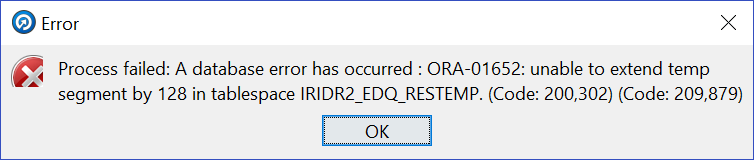 Error
Process failed: A database error has occurred : ORA-01652: unable to extend temp
segment by 128 in tablespace IRIDR2_EDQ_RESTEMP. (Code: 200,302) (Code: 209,879)
OK